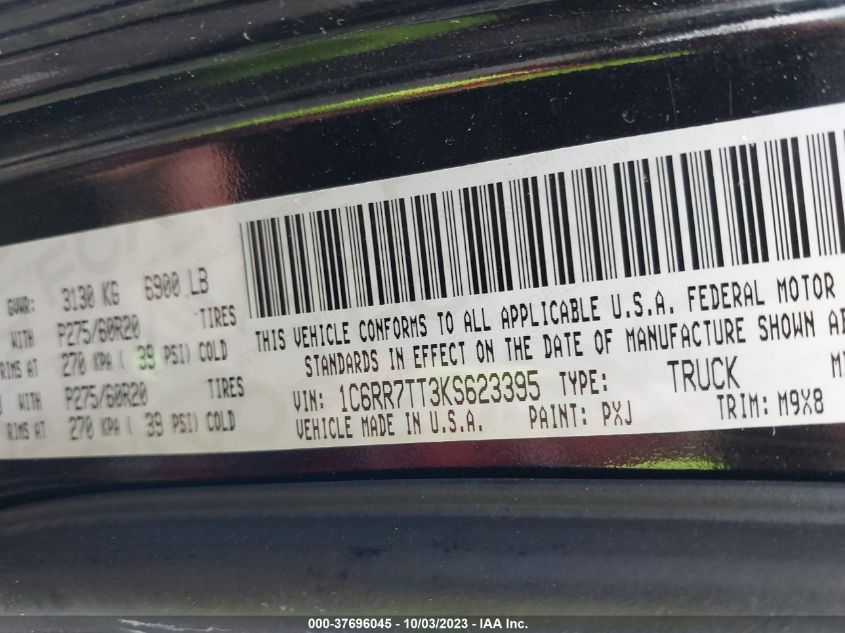 GVWR: 3130 KG 6900 LB
WITH P275/60R20 TIRES
RIMS AT 270 KPA ( 39 PSI) COLD
WITH P275/60R20 TIRES
RIMS AT 270 KPA ( 39 PSI) COLD
THIS VEHICLE CONFORMS TO ALL APPLICABLE U.S.A. FEDERAL MOTOR
STANDARDS IN EFFECT ON THE DATE OF MANUFACTURE SHOWN
VIN: 1C6RR7TT3KS623395 TYPE: TRUCK
VEHICLE MADE IN U.S.A. PAINT: PXJ TRIM: M9X8
000-37696045 - 10/03/2023 - IAA Inc.